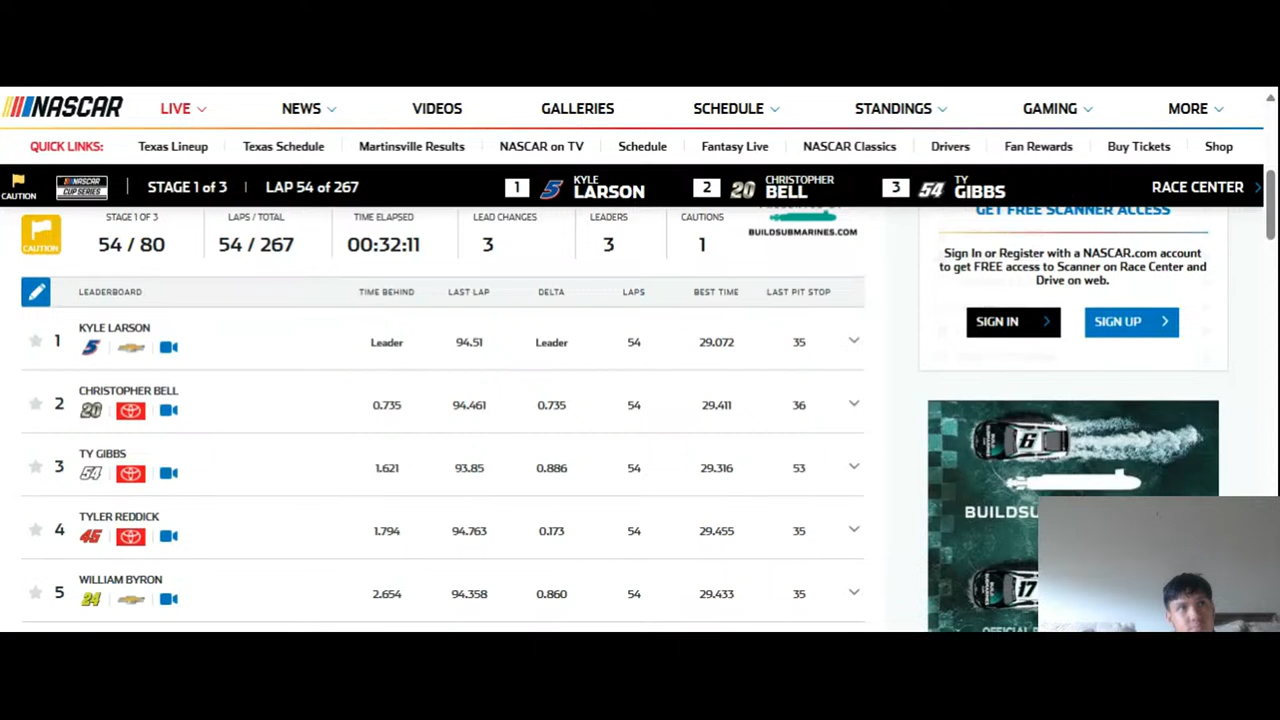 NASCAR
LIVE NEWS VIDEOS GALLERIES SCHEDULE STANDINGS GAMING MORE
QUICK LINKS: Texas Lineup Texas Schedule Martinsville Results NASCAR on TV Schedule Fantasy Live NASCAR Classics Drivers Fan Rewards Buy Tickets Shop
CAUTION NASCAR CUP SERIES STAGE 1 of 3 LAP 54 of 267 1 5 KYLE LARSON 2 20 CHRISTOPHER BELL 3 54 TY GIBBS RACE CENTER
CAUTION
STAGE 1 OF 3 LAPS / TOTAL TIME ELAPSED LEAD CHANGES LEADERS CAUTIONS
54 / 80 54 / 267 00:32:11 3 3 1
BUILDSUBMARINES.COM
LEADERBOARD TIME BEHIND LAST LAP DELTA LAPS BEST TIME LAST PIT STOP
KYLE LARSON
1 5 Leader 94.51 Leader 54 29.072 35
CHRISTOPHER BELL
2 20 0.735 94.461 0.735 54 29.411 36
TY GIBBS
3 54 1.621 93.85 0.886 54 29.316 53
TYLER REDDICK
4 45 1.794 94.763 0.173 54 29.455 35
WILLIAM BYRON
5 24 2.654 94.358 0.860 54 29.433 35
GET FREE SCANNER ACCESS
Sign In or Register with a NASCAR.com account
to get FREE access to Scanner on Race Center and
Drive on web.
SIGN IN SIGN UP
6
BUILDSU
17